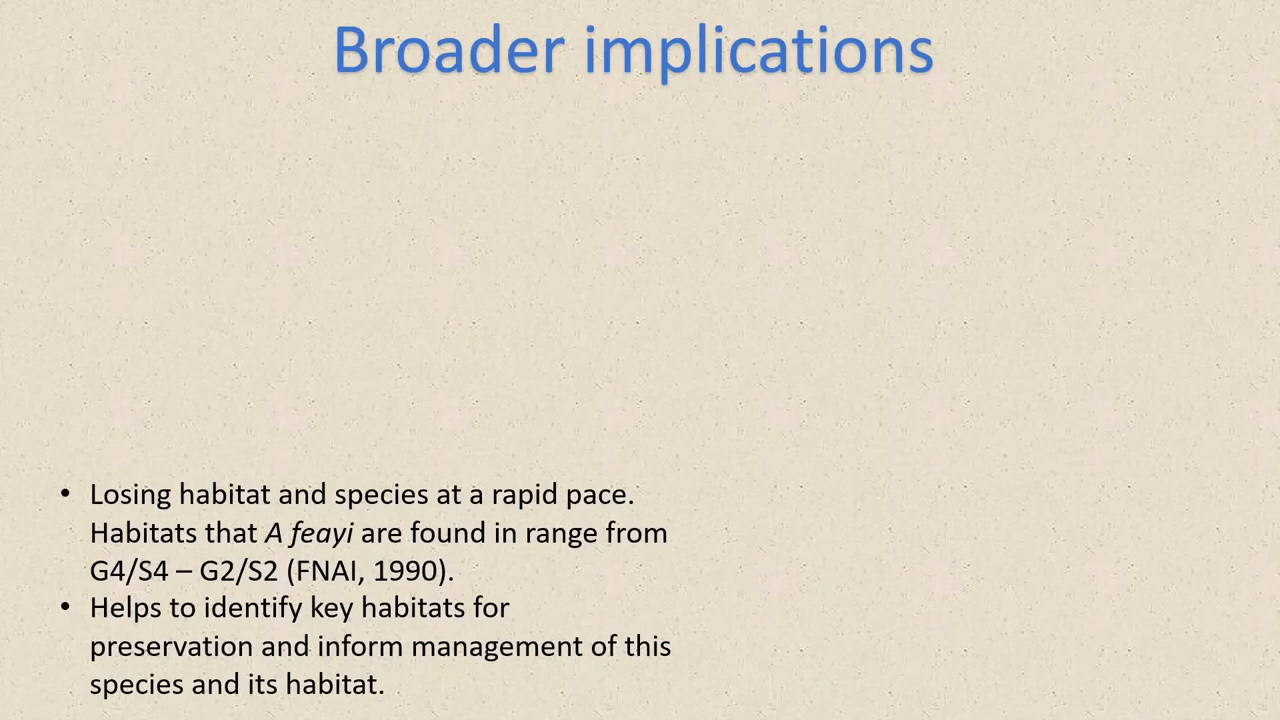 Broader implications
• Losing habitat and species at a rapid pace.
Habitats that A feayi are found in range from
G4/S4 – G2/S2 (FNAI, 1990).
• Helps to identify key habitats for
preservation and inform management of this
species and its habitat.